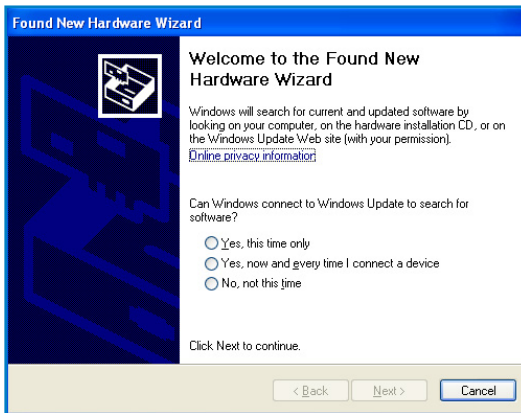 Found New Hardware Wizard
Welcome to the Found New
Hardware Wizard
Windows will search for current and updated software by
looking on your computer, on the hardware installation CD, or on
the Windows Update Web site (with your permission).
Online privacy information
Can Windows connect to Windows Update to search for
software?
Yes, this time only
Yes, now and every time I connect a device
No, not this time
Click Next to continue.
< Back
Next >
Cancel